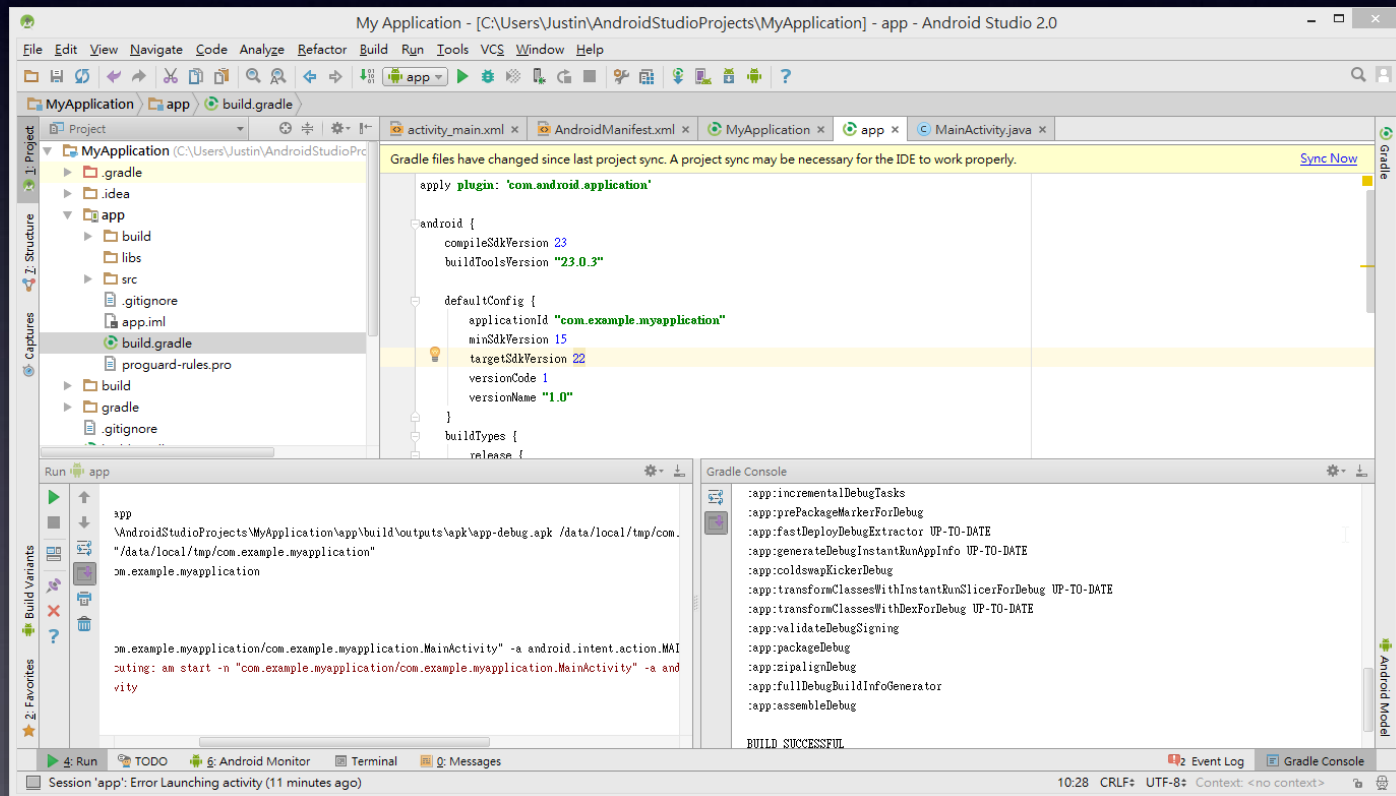 My Application - [C:\Users\Justin\AndroidStudioProjects\MyApplication] - app - Android Studio 2.0
File Edit View Navigate Code Analyze Refactor Build Run Tools VCS Window Help
app
MyApplication app build.gradle
Project
activity_main.xml AndroidManifest.xml MyApplication app MainActivity.java
1: Project
Z: Structure
Captures
Build Variants
2: Favorites
MyApplication (C:\Users\Justin\AndroidStudioPrc
.gradle
.idea
app
build
libs
src
.gitignore
app.iml
build.gradle
proguard-rules.pro
build
gradle
.gitignore
Gradle files have changed since last project sync. A project sync may be necessary for the IDE to work properly. Sync Now
apply plugin: 'com.android.application'
android {
compileSdkVersion 23
buildToolsVersion "23.0.3"
defaultConfig {
applicationId "com.example.myapplication"
minSdkVersion 15
targetSdkVersion 22
versionCode 1
versionName "1.0"
}
buildTypes {
release {
Gradle
Android Model
Run app
app
\AndroidStudioProjects\MyApplication\app\build\outputs\apk\app-debug.apk /data/local/tmp/com.
"/data/local/tmp/com.example.myapplication"
om.example.myapplication
om.example.myapplication/com.example.myapplication.MainActivity" -a android.intent.action.MAI
cuting: am start -n "com.example.myapplication/com.example.myapplication.MainActivity" -a and
vity
Gradle Console
:app:incrementalDebugTasks
:app:prePackageMarkerForDebug
:app:fastDeployDebugExtractor UP-TO-DATE
:app:generateDebugInstantRunAppInfo UP-TO-DATE
:app:coldswapKickerDebug
:app:transformClassesWithInstantRunSlicerForDebug UP-TO-DATE
:app:transformClassesWithDexForDebug UP-TO-DATE
:app:validateDebugSigning
:app:packageDebug
:app:zipalignDebug
:app:fullDebugBuildInfoGenerator
:app:assembleDebug
BUILD SUCCESSFUL
4: Run TODO 6: Android Monitor Terminal 0: Messages 2 Event Log Gradle Console
Session 'app': Error Launching activity (11 minutes ago) 10:28 CRLF UTF-8 Context: <no context>